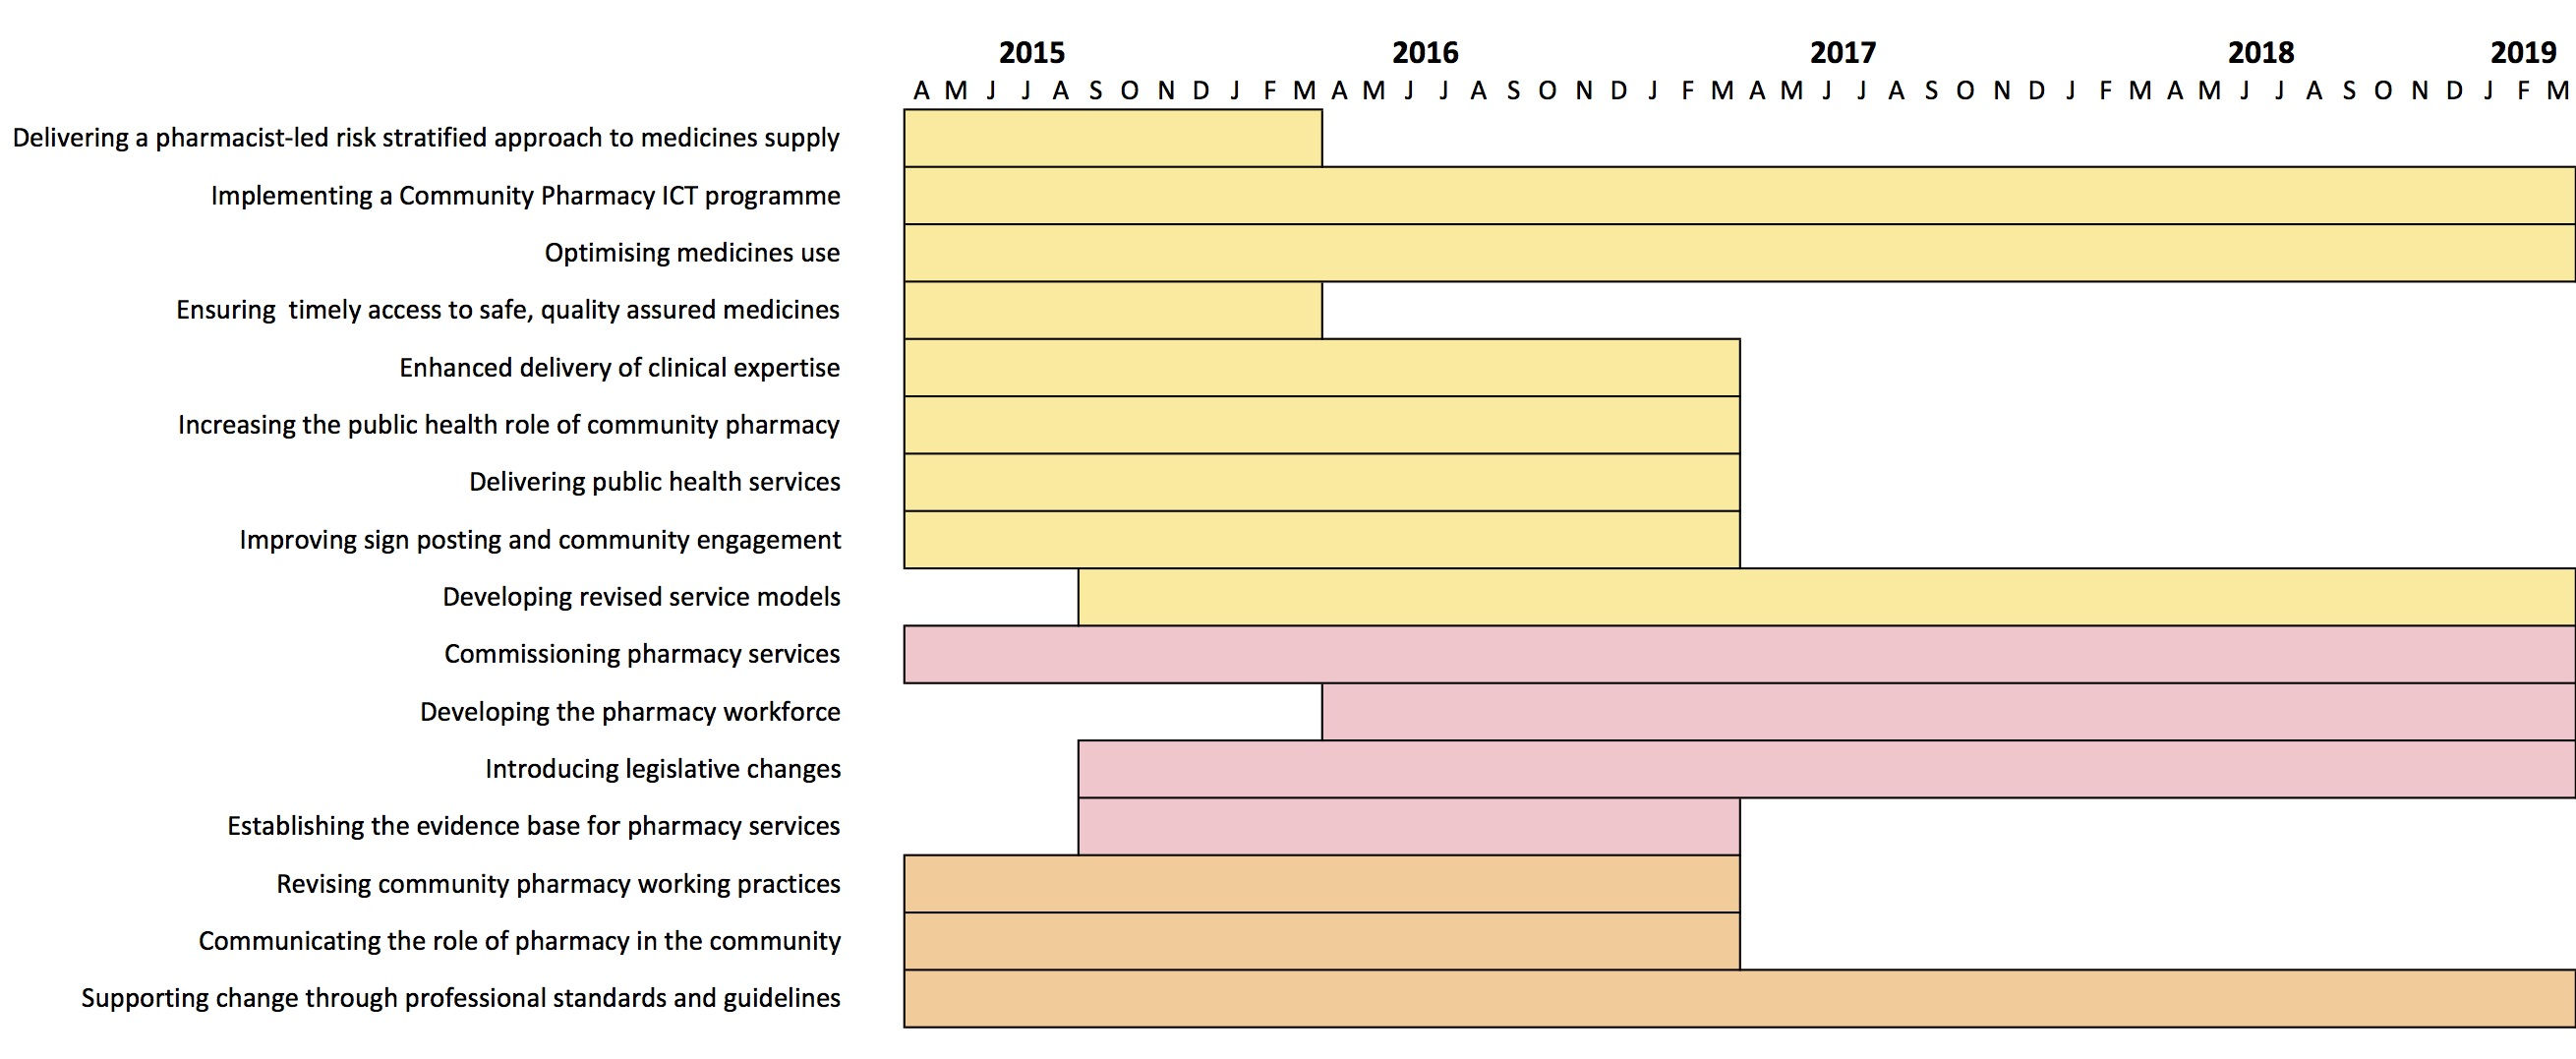 2015 2016 2017 2018 2019
A M J J A S O N D J F M A M J J A S O N D J F M A M J J A S O N D J F M A M J J A S O N D J F M
Delivering a pharmacist-led risk stratified approach to medicines supply
Implementing a Community Pharmacy ICT programme
Optimising medicines use
Ensuring  timely access to safe, quality assured medicines
Enhanced delivery of clinical expertise
Increasing the public health role of community pharmacy
Delivering public health services
Improving sign posting and community engagement
Developing revised service models
Commissioning pharmacy services
Developing the pharmacy workforce
Introducing legislative changes
Establishing the evidence base for pharmacy services
Revising community pharmacy working practices
Communicating the role of pharmacy in the community
Supporting change through professional standards and guidelines